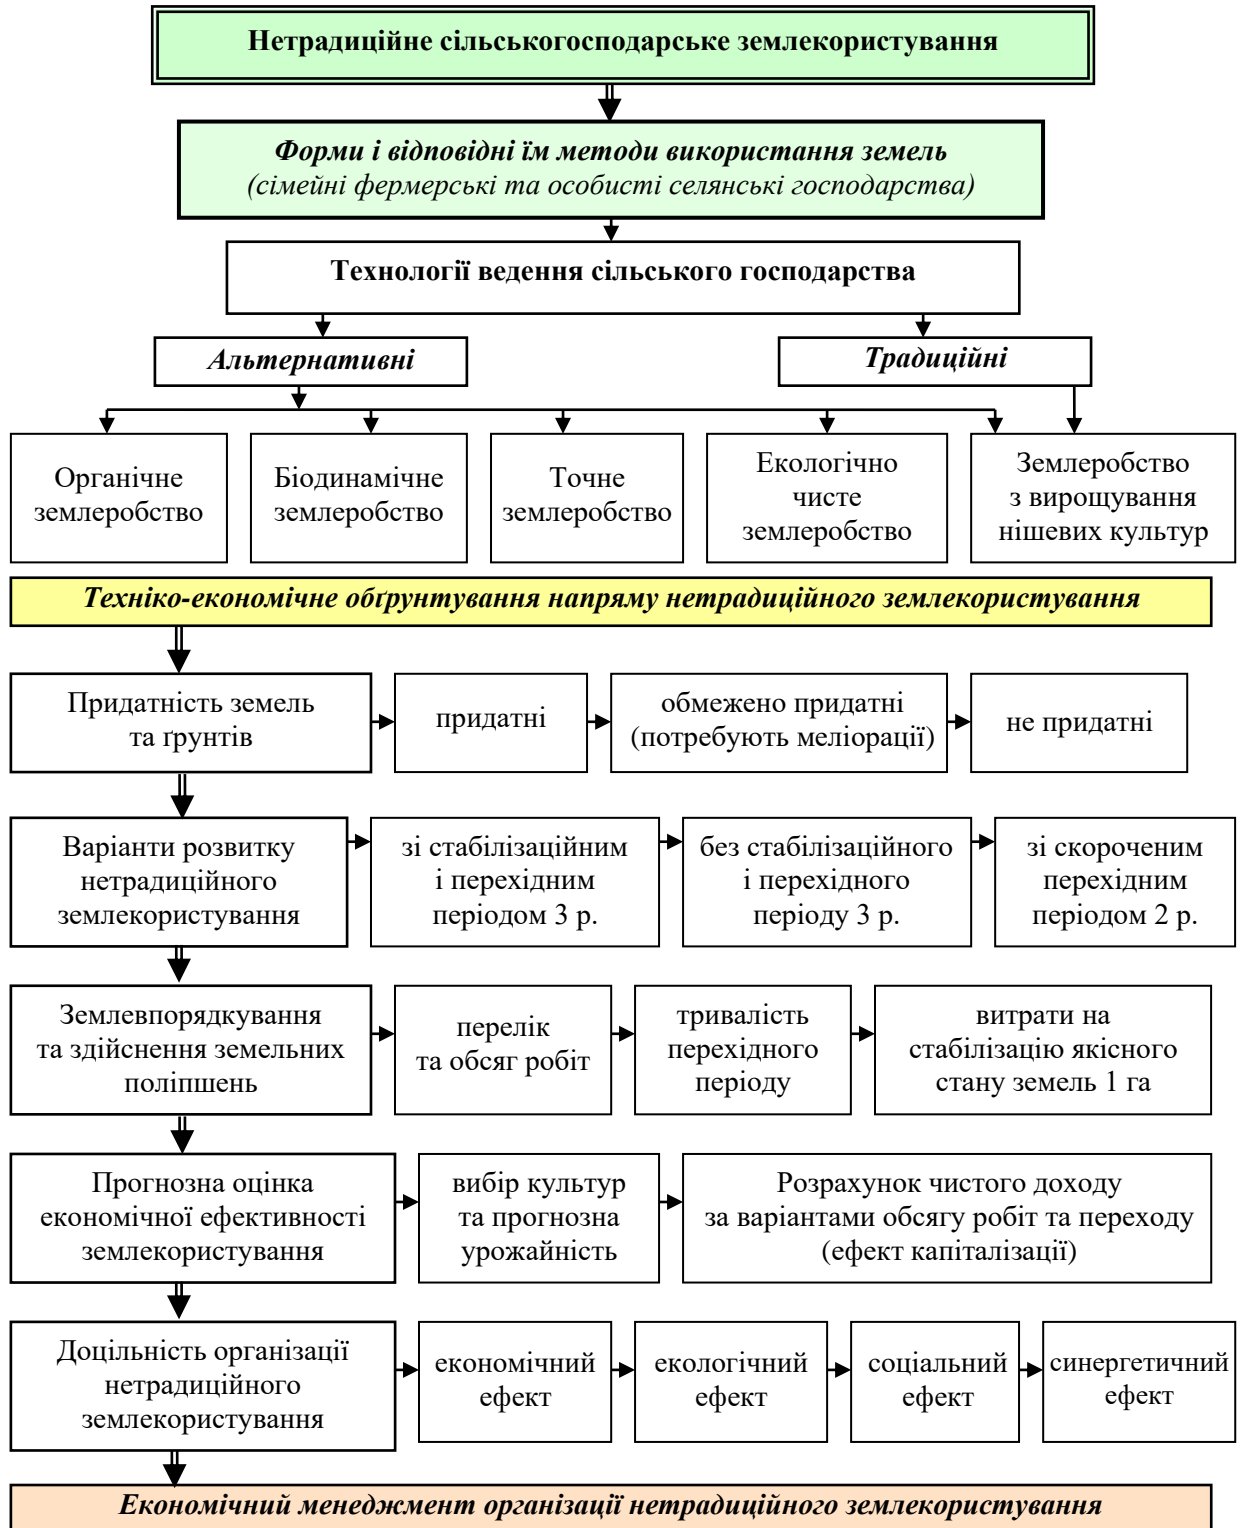 Нетрадиційне сільськогосподарське землекористування
Форми і відповідні їм методи використання земель
(сімейні фермерські та особисті селянські господарства)
Технології ведення сільського господарства
Альтернативні
Традиційні
Органічне
землеробство
Біодинамічне
землеробство
Точне
землеробство
Екологічно
чисте
землеробство
Землеробство
з вирощування
нішевих культур
Техніко-економічне обґрунтування напряму нетрадиційного землекористування
Придатність земель
та ґрунтів
придатні
обмежено придатні
(потребують меліорації)
не придатні
Варіанти розвитку
нетрадиційного
землекористування
зі стабілізаційним
і перехідним
періодом 3 р.
без стабілізаційного
і перехідного
періоду 3 р.
зі скороченим
перехідним
періодом 2 р.
Землевпорядкування
та здійснення земельних
поліпшень
перелік
та обсяг робіт
тривалість
перехідного
періоду
витрати на
стабілізацію якісного
стану земель 1 га
Прогнозна оцінка
економічної ефективності
землекористування
вибір культур
та прогнозна
урожайність
Розрахунок чистого доходу
за варіантами обсягу робіт та переходу
(ефект капіталізації)
Доцільність організації
нетрадиційного
землекористування
економічний
ефект
екологічний
ефект
соціальний
ефект
синергетичний
ефект
Економічний менеджмент організації нетрадиційного землекористування